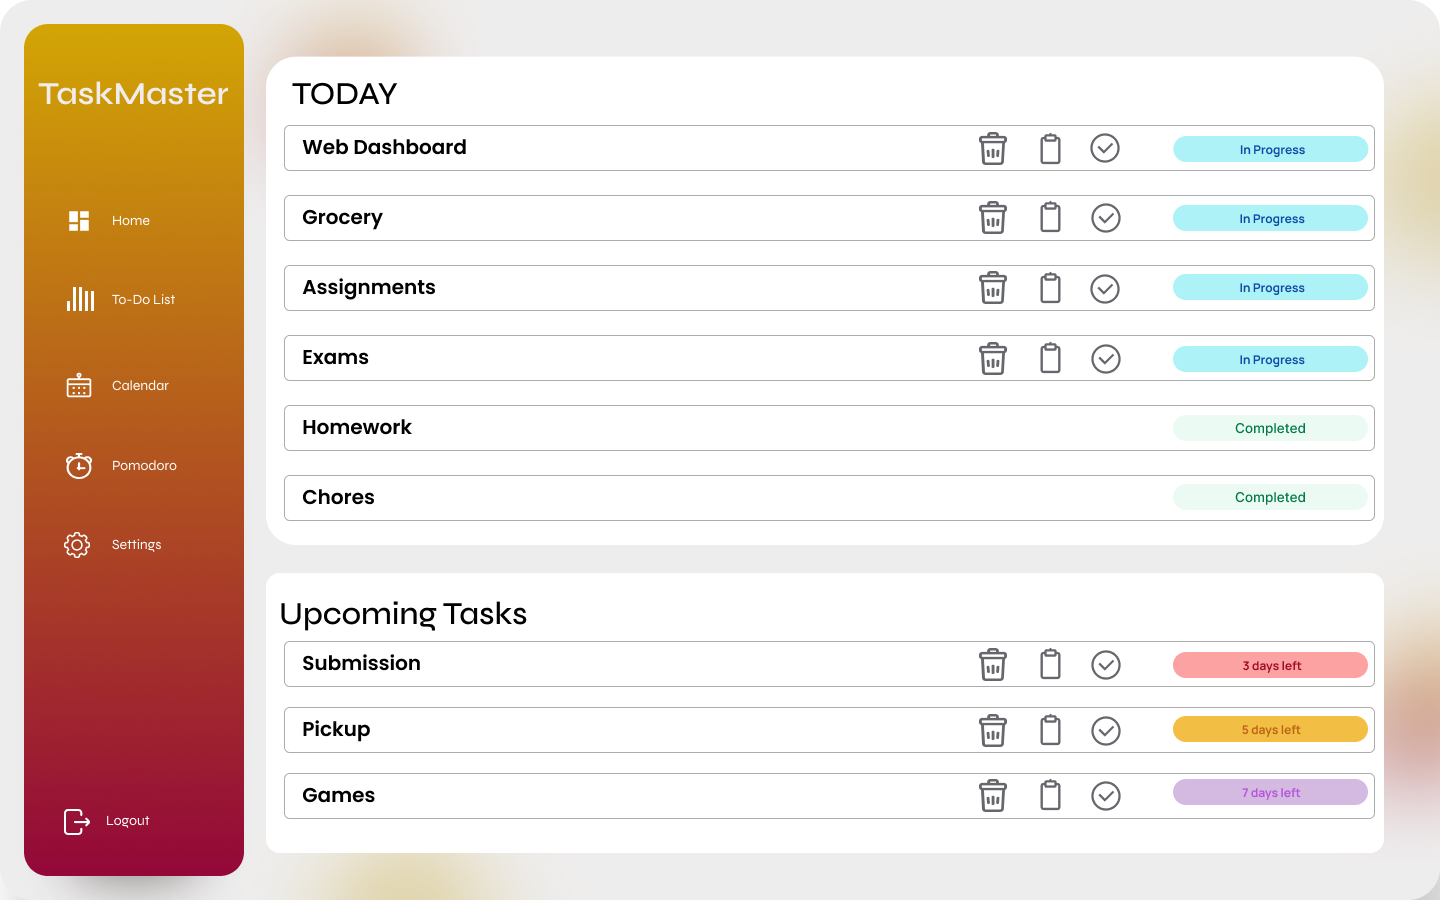 TaskMaster
Home
To-Do List
Calendar
Pomodoro
Settings
Logout
TODAY
Web Dashboard
In Progress
Grocery
In Progress
Assignments
In Progress
Exams
In Progress
Homework
Completed
Chores
Completed
Upcoming Tasks
Submission
3 days left
Pickup
5 days left
Games
7 days left